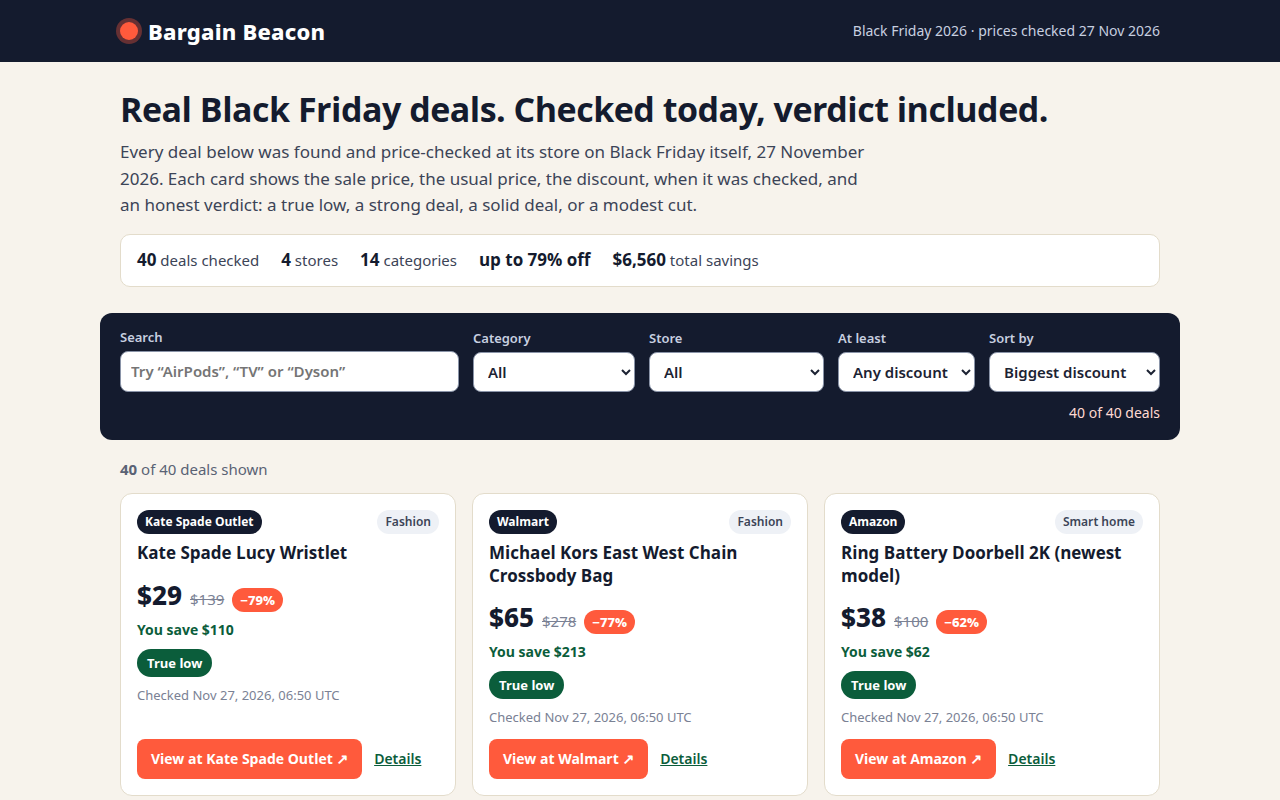 Bargain Beacon
Black Friday 2026 · prices checked 27 Nov 2026
Real Black Friday deals. Checked today, verdict included.
Every deal below was found and price-checked at its store on Black Friday itself, 27 November
2026. Each card shows the sale price, the usual price, the discount, when it was checked, and
an honest verdict: a true low, a strong deal, a solid deal, or a modest cut.
40 deals checked 4 stores 14 categories up to 79% off $6,560 total savings
Search Category Store At least Sort by
Try “AirPods”, “TV” or “Dyson” All All Any discount Biggest discount
40 of 40 deals
40 of 40 deals shown
Kate Spade Outlet Fashion
Kate Spade Lucy Wristlet
$29 $139 −79%
You save $110
True low
Checked Nov 27, 2026, 06:50 UTC
View at Kate Spade Outlet ↗ Details
Walmart Fashion
Michael Kors East West Chain
Crossbody Bag
$65 $278 −77%
You save $213
True low
Checked Nov 27, 2026, 06:50 UTC
View at Walmart ↗ Details
Amazon Smart home
Ring Battery Doorbell 2K (newest
model)
$38 $100 −62%
You save $62
True low
Checked Nov 27, 2026, 06:50 UTC
View at Amazon ↗ Details